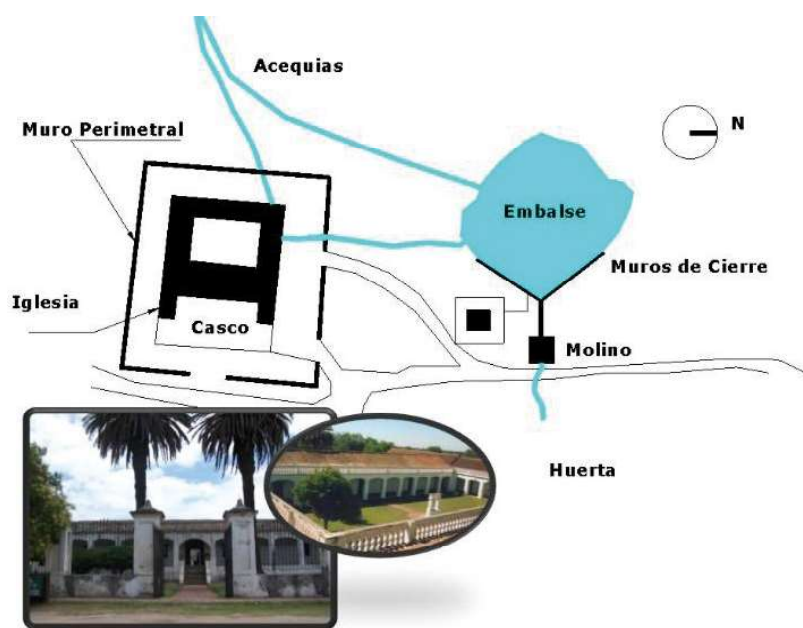 Acequias
N
Muro Perimetral
Embalse
Muros de Cierre
Iglesia
Casco
Molino
Huerta